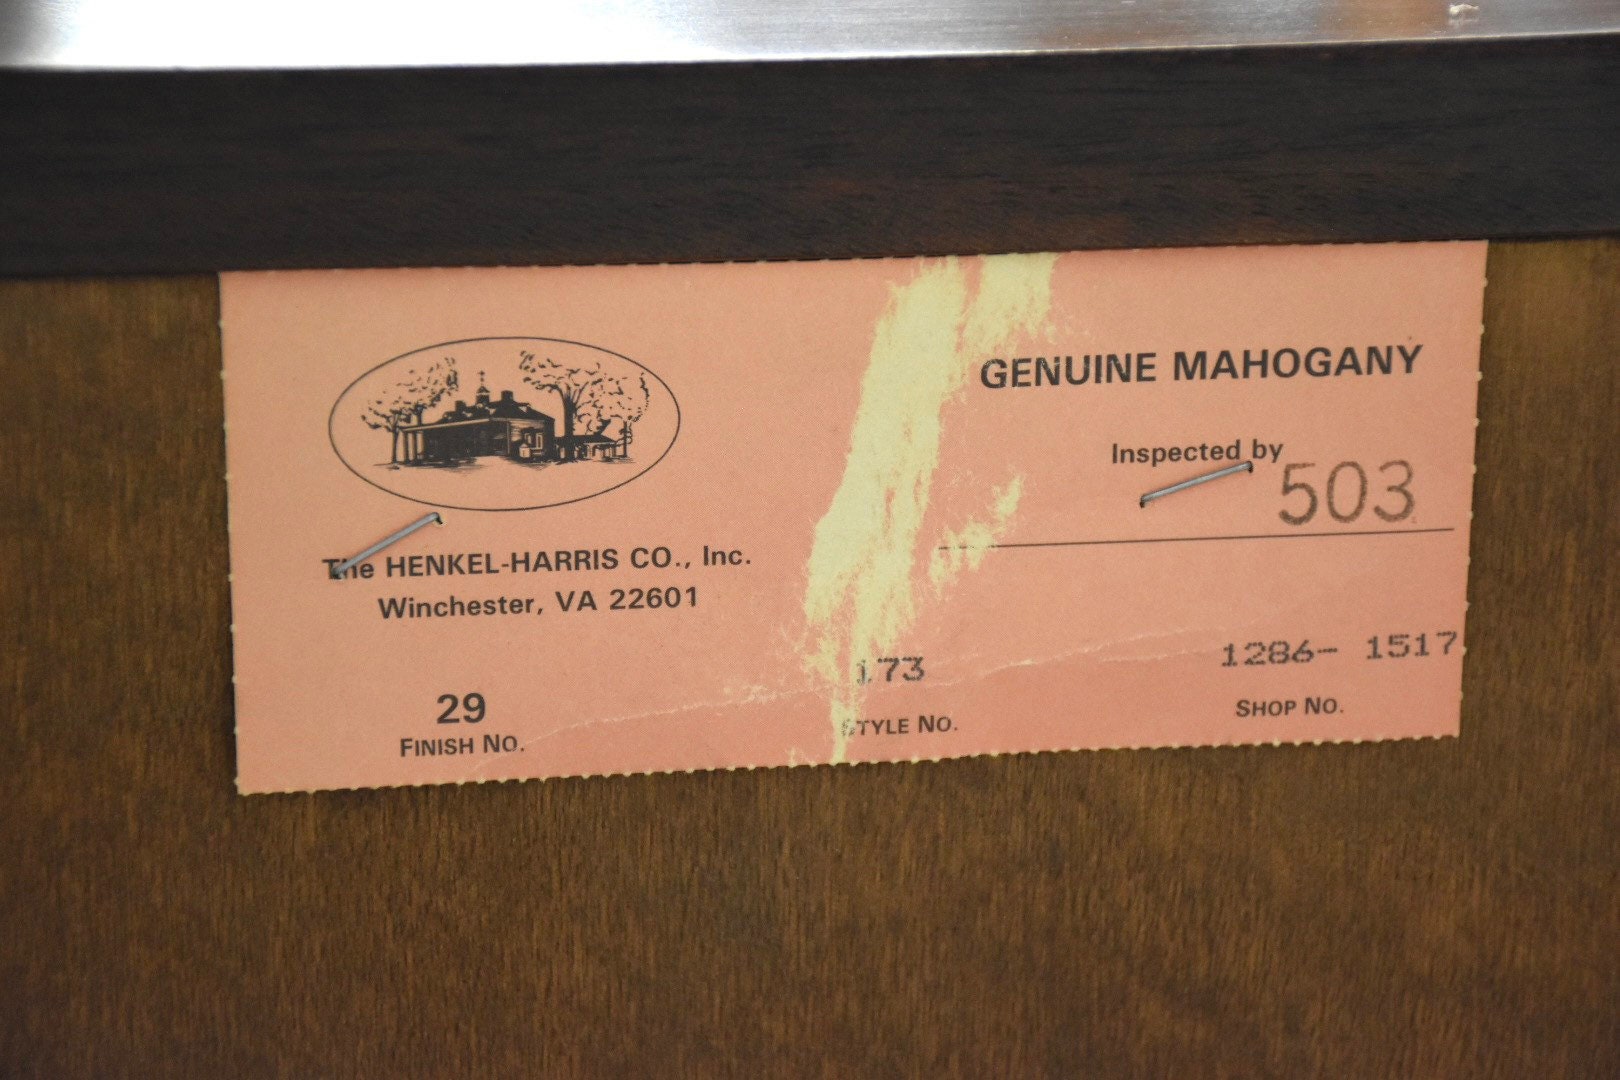 GENUINE MAHOGANY
Inspected by
503
The HENKEL-HARRIS CO., Inc.
Winchester, VA 22601
29
FINISH NO.
173
STYLE NO.
1286- 1517
SHOP NO.